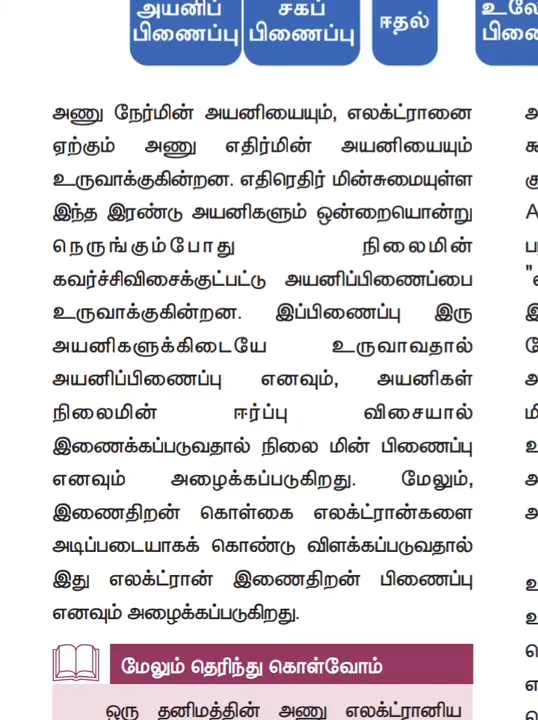 அயனிப் பிணைப்பு
சகப் பிணைப்பு
ஈதல்
அணு நேர்மின் அயனியையும், எலக்ட்ரானை
ஏற்கும் அணு எதிர்மின் அயனியையும்
உருவாக்குகின்றன. எதிரெதிர் மின்சுமையுள்ள
இந்த இரண்டு அயனிகளும் ஒன்றையொன்று
நெருங்கும்போது நிலைமின்
கவர்ச்சிவிசைக்குட்பட்டு அயனிப்பிணைப்பை
உருவாக்குகின்றன. இப்பிணைப்பு இரு
அயனிகளுக்கிடையே உருவாவதால்
அயனிப்பிணைப்பு எனவும், அயனிகள்
நிலைமின் ஈர்ப்பு விசையால்
இணைக்கப்படுவதால் நிலை மின் பிணைப்பு
எனவும் அழைக்கப்படுகிறது. மேலும்,
இணைதிறன் கொள்கை எலக்ட்ரான்களை
அடிப்படையாகக் கொண்டு விளக்கப்படுவதால்
இது எலக்ட்ரான் இணைதிறன் பிணைப்பு
எனவும் அழைக்கப்படுகிறது.
மேலும் தெரிந்து கொள்வோம்
ஒரு தனிமத்தின் அணு எலக்ட்ரானிய